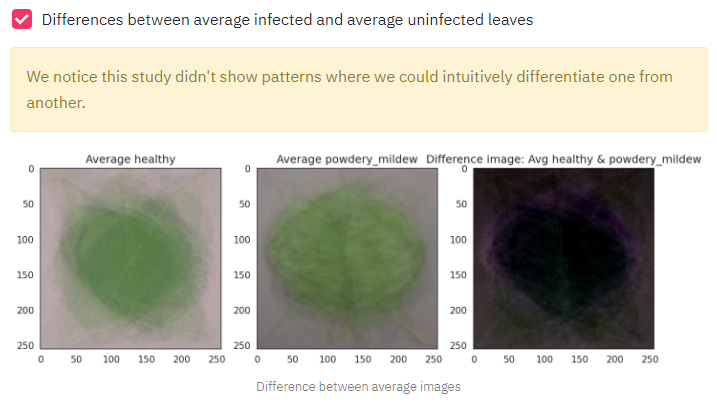 Differences between average infected and average uninfected leaves
We notice this study didn't show patterns where we could intuitively differentiate one from
another.
Average healthy
Average powdery_mildew
Difference image: Avg healthy & powdery_mildew
0
50
100
150
200
250
0 50 100 150 200 250
0
50
100
150
200
250
0 50 100 150 200 250
0
50
100
150
200
250
0 50 100 150 200 250
Difference between average images